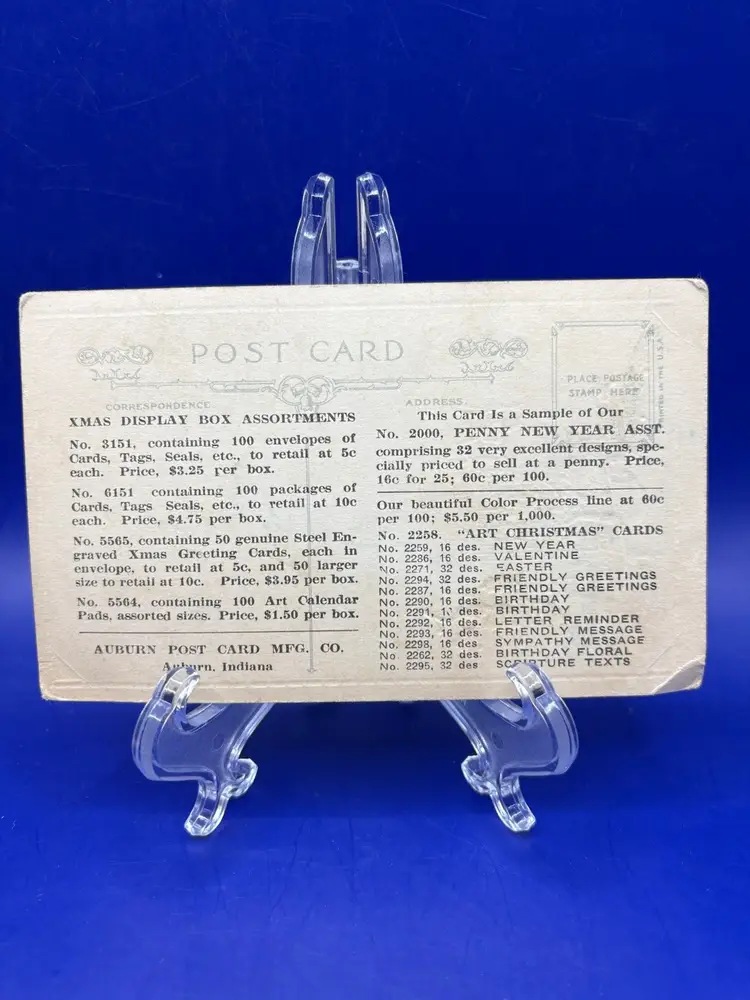 POST CARD
PLACE POSTAGE
STAMP HERE
PRINTED IN THE U.S.A.
CORRESPONDENCE
XMAS DISPLAY BOX ASSORTMENTS
No. 3151, containing 100 envelopes of
Cards, Tags, Seals, etc., to retail at 5c
each. Price, $3.25 per box.
No. 6151 containing 100 packages of
Cards, Tags Seals, etc., to retail at 10c
each. Price, $4.75 per box.
No. 5565, containing 50 genuine Steel En-
graved Xmas Greeting Cards, each in
envelope, to retail at 5c, and 50 larger
size to retail at 10c. Price, $3.95 per box.
No. 5564, containing 100 Art Calendar
Pads, assorted sizes. Price, $1.50 per box.
AUBURN POST CARD MFG. CO.
Auburn, Indiana
ADDRESS.
This Card Is a Sample of Our
No. 2000, PENNY NEW YEAR ASST.
comprising 32 very excellent designs, spe-
cially priced to sell at a penny. Price,
16c for 25; 60c per 100.
Our beautiful Color Process line at 60c
per 100; $5.50 per 1,000.
No. 2258. "ART CHRISTMAS" CARDS
No. 2259, 16 des. NEW YEAR
No. 2286, 16 des. VALENTINE
No. 2271, 32 des. EASTER
No. 2294, 32 des. FRIENDLY GREETINGS
No. 2287, 16 des. FRIENDLY GREETINGS
No. 2290, 16 des. BIRTHDAY
No. 2291, des. BIRTHDAY
No. 2292, 16 des. LETTER REMINDER
No. 2293, 16 des. FRIENDLY MESSAGE
No. 2298, 16 des. SYMPATHY MESSAGE
No. 2262, 32 des. BIRTHDAY FLORAL
No. 2295, 32 des SCRIPTURE TEXTS